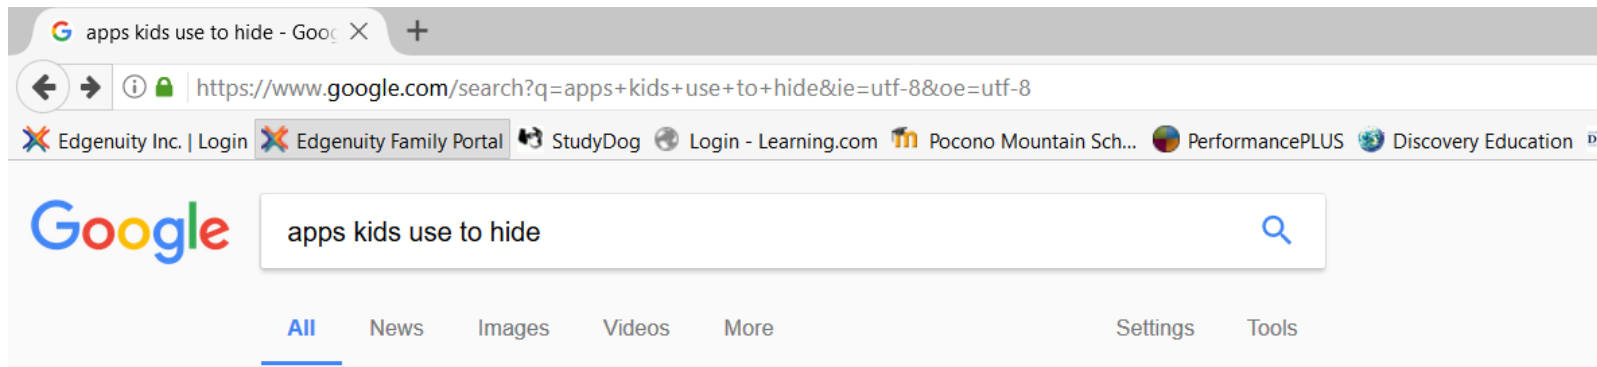 apps kids use to hide - Goog
https://www.google.com/search?q=apps+kids+use+to+hide&ie=utf-8&oe=utf-8
Edgenuity Inc. | Login Edgenuity Family Portal StudyDog Login - Learning.com Pocono Mountain Sch... PerformancePLUS Discovery Education D
Google apps kids use to hide
All News Images Videos More Settings Tools